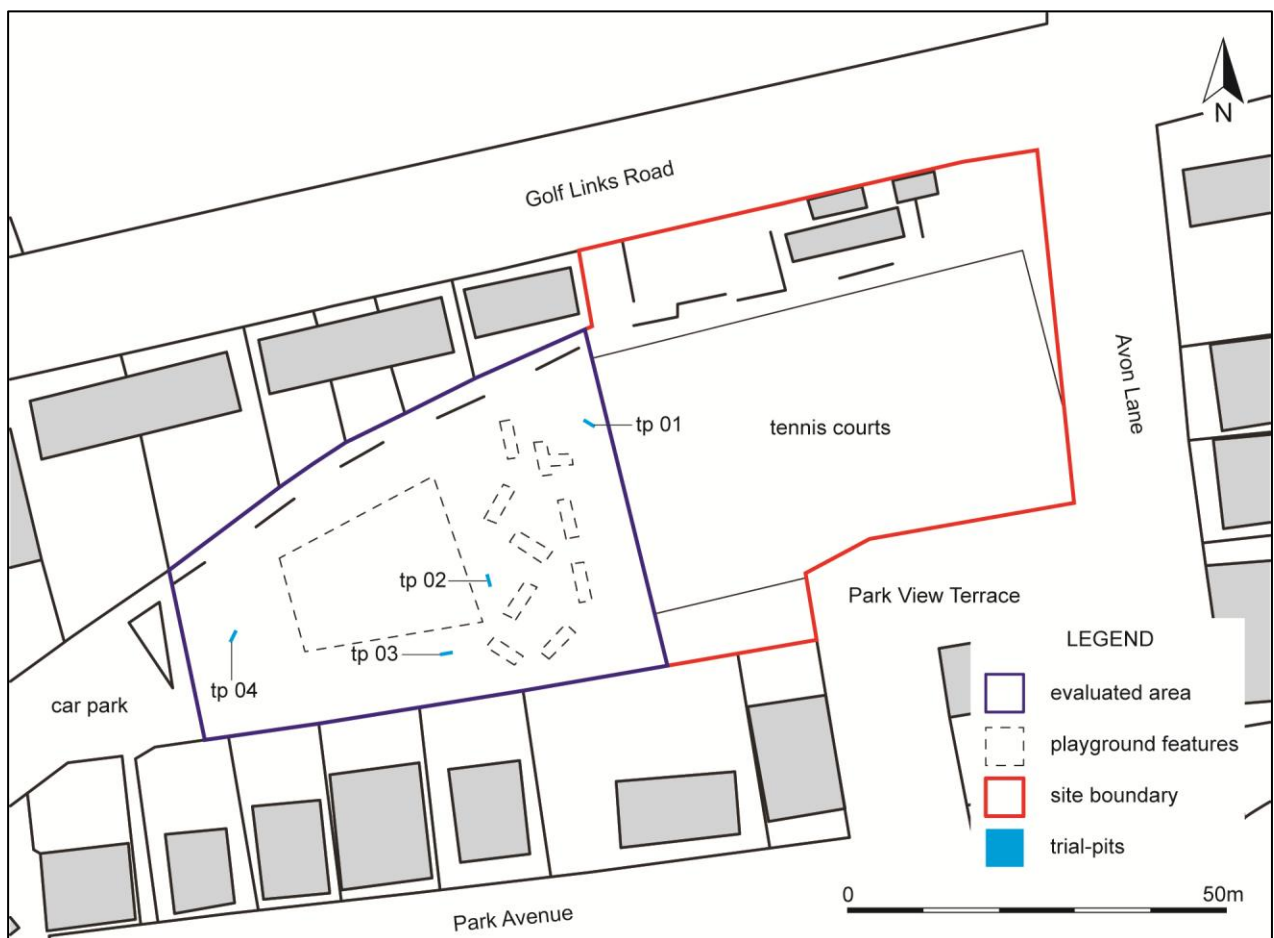 N
Golf Links Road
Avon Lane
tp 01
tennis courts
tp 02
Park View Terrace
tp 03
tp 04
car park
LEGEND
evaluated area
playground features
site boundary
trial-pits
0 50m
Park Avenue